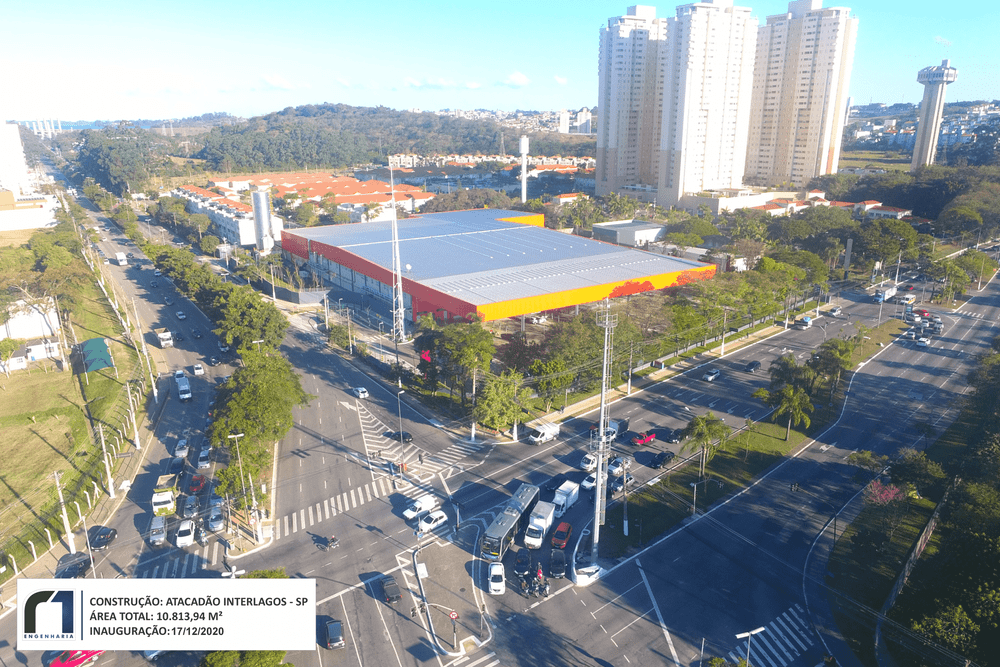 ENGENHARIA
CONSTRUÇÃO: ATACADÃO INTERLAGOS - SP
ÁREA TOTAL: 10.813,94 M²
INAUGURAÇÃO:17/12/2020